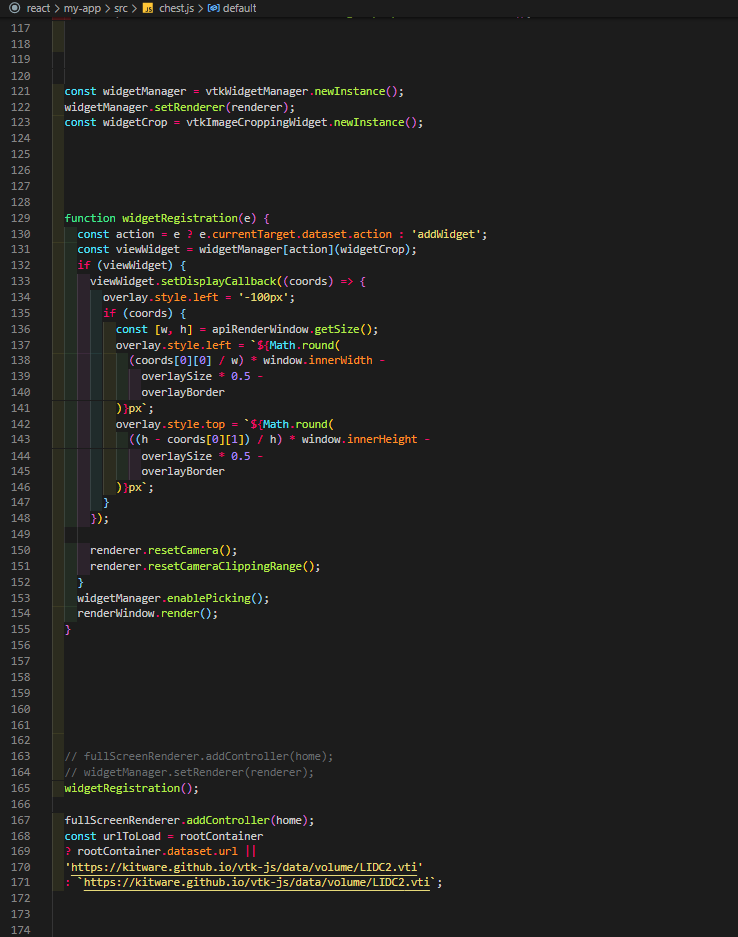 react > my-app > src > JS chest.js > default
117
118
119
120
121 const widgetManager = vtkWidgetManager.newInstance();
122 widgetManager.setRenderer(renderer);
123 const widgetCrop = vtkImageCroppingWidget.newInstance();
124
125
126
127
128
129 function widgetRegistration(e) {
130   const action = e ? e.currentTarget.dataset.action : 'addWidget';
131   const viewWidget = widgetManager[action](widgetCrop);
132   if (viewWidget) {
133     viewWidget.setDisplayCallback((coords) => {
134       overlay.style.left = '-100px';
135       if (coords) {
136         const [w, h] = apiRenderWindow.getSize();
137         overlay.style.left = `${Math.round(
138           (coords[0][0] / w) * window.innerWidth -
139             overlaySize * 0.5 -
140             overlayBorder
141         )}px`;
142         overlay.style.top = `${Math.round(
143           ((h - coords[0][1]) / h) * window.innerHeight -
144             overlaySize * 0.5 -
145             overlayBorder
146         )}px`;
147       }
148     });
149
150     renderer.resetCamera();
151     renderer.resetCameraClippingRange();
152   }
153   widgetManager.enablePicking();
154   renderWindow.render();
155 }
156
157
158
159
160
161
162
163 // fullScreenRenderer.addController(home);
164 // widgetManager.setRenderer(renderer);
165 widgetRegistration();
166
167 fullScreenRenderer.addController(home);
168 const urlToLoad = rootContainer
169 ? rootContainer.dataset.url ||
170 'https://kitware.github.io/vtk-js/data/volume/LIDC2.vti'
171 : `https://kitware.github.io/vtk-js/data/volume/LIDC2.vti`;
172
173
174